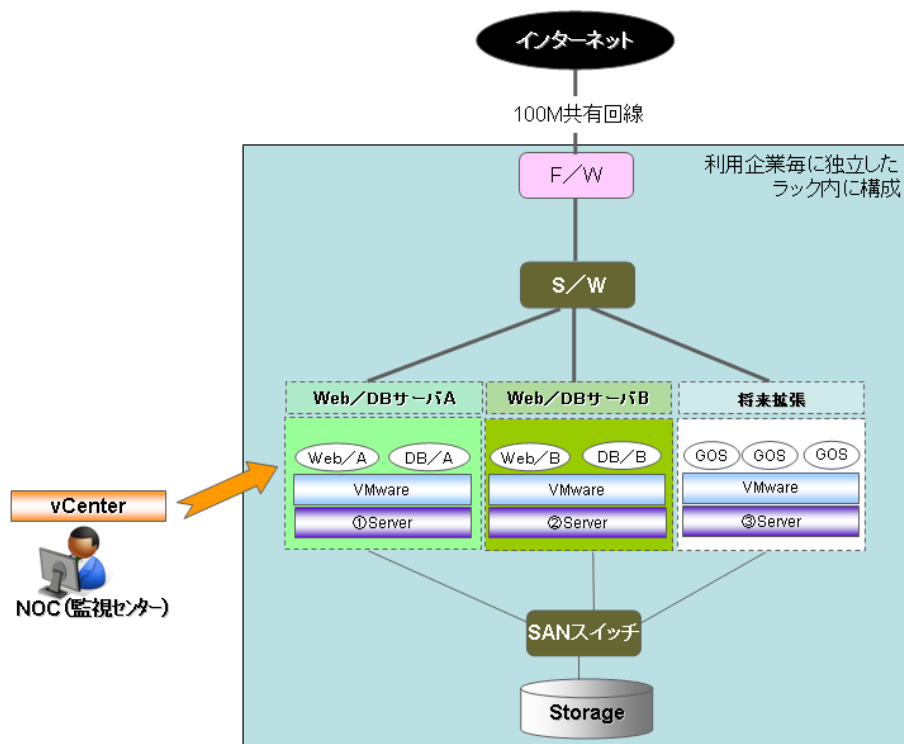 インターネット
100M共有回線
F/W
利用企業毎に独立した
ラック内に構成
S/W
Web/DBサーバA
Web/DBサーバB
将来拡張
Web/A
DB/A
Web/B
DB/B
GOS
GOS
GOS
VMware
VMware
VMware
①Server
②Server
③Server
vCenter
NOC(監視センター)
SANスイッチ
Storage